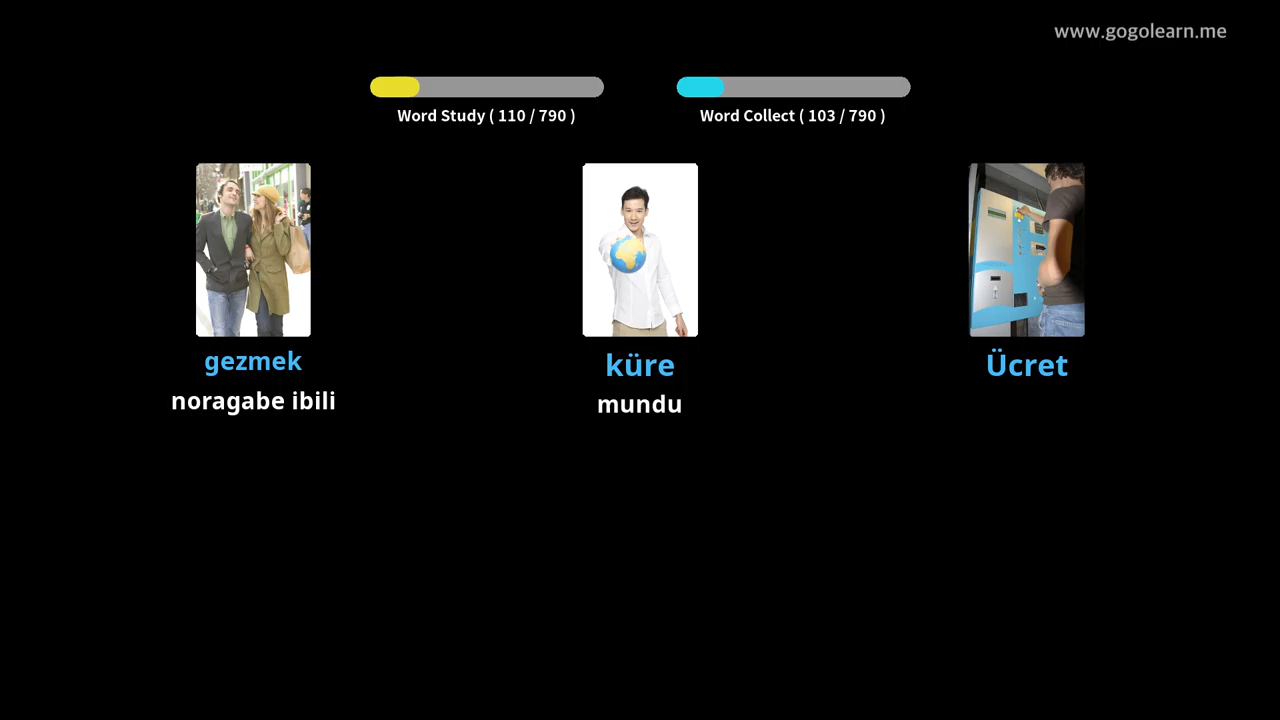 www.gogolearn.me
Word Study ( 110 / 790 )
Word Collect ( 103 / 790 )
gezmek
noragabe ibili
küre
mundu
Ücret